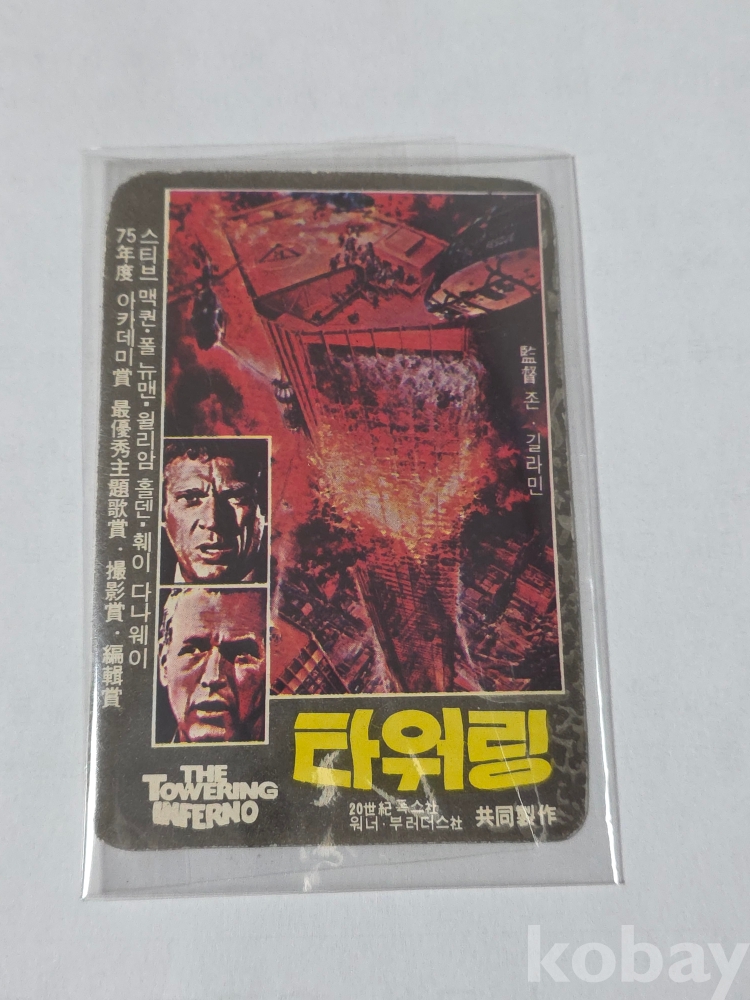 스티브 맥퀸·폴 뉴맨·윌리암 홀덴·훼이 다나웨이
75年度 아카데미賞 最優秀主題歌賞·撮影賞·編輯賞
RESCUE
監督 존·길라민
타워링
THE
TOWERING
INFERNO
20世紀 폭스社
워너·부러더스社
共同製作
kobay